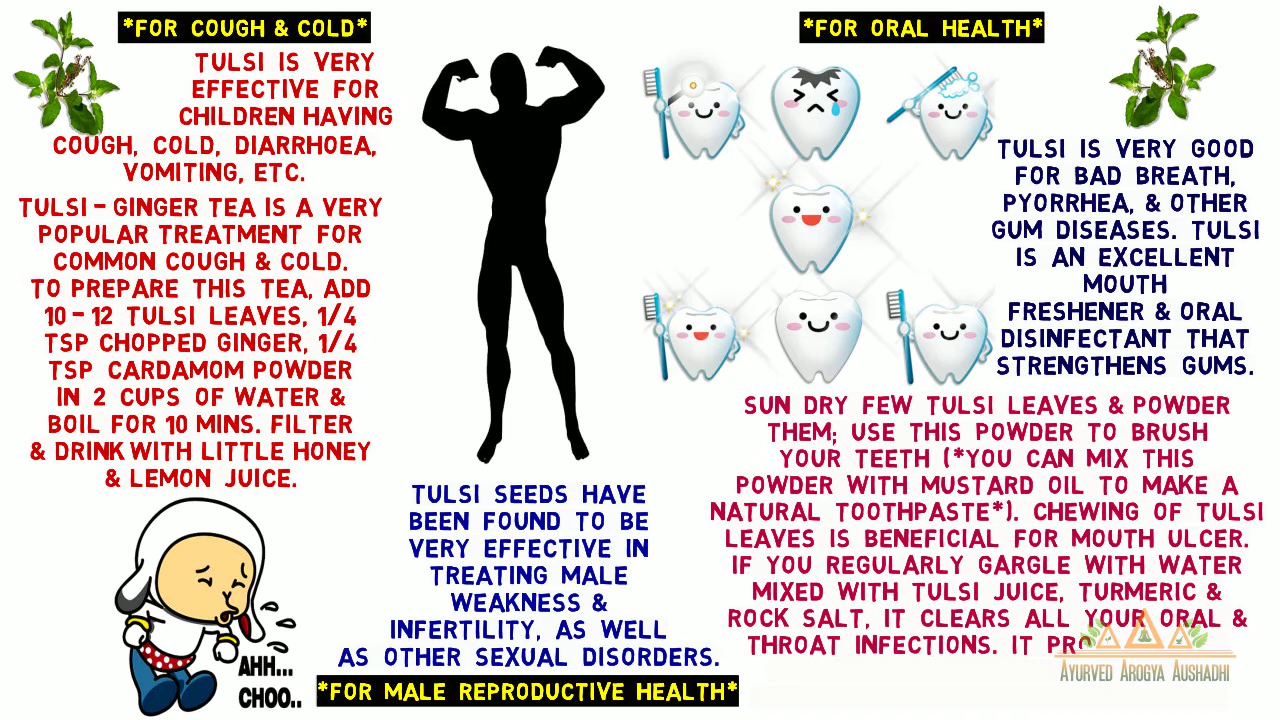 *FOR COUGH & COLD*
TULSI IS VERY
EFFECTIVE FOR
CHILDREN HAVING
COUGH, COLD, DIARRHOEA,
VOMITING, ETC.
TULSI - GINGER TEA IS A VERY
POPULAR TREATMENT FOR
COMMON COUGH & COLD.
TO PREPARE THIS TEA, ADD
10 - 12 TULSI LEAVES, 1/4
TSP CHOPPED GINGER, 1/4
TSP CARDAMOM POWDER
IN 2 CUPS OF WATER &
BOIL FOR 10 MINS. FILTER
& DRINK WITH LITTLE HONEY
& LEMON JUICE.
AHH...
CHOO..
TULSI SEEDS HAVE
BEEN FOUND TO BE
VERY EFFECTIVE IN
TREATING MALE
WEAKNESS &
INFERTILITY, AS WELL
AS OTHER SEXUAL DISORDERS.
*FOR MALE REPRODUCTIVE HEALTH*
*FOR ORAL HEALTH*
TULSI IS VERY GOOD
FOR BAD BREATH,
PYORRHEA, & OTHER
GUM DISEASES. TULSI
IS AN EXCELLENT
MOUTH
FRESHENER & ORAL
DISINFECTANT THAT
STRENGTHENS GUMS.
SUN DRY FEW TULSI LEAVES & POWDER
THEM; USE THIS POWDER TO BRUSH
YOUR TEETH (*YOU CAN MIX THIS
POWDER WITH MUSTARD OIL TO MAKE A
NATURAL TOOTHPASTE*). CHEWING OF TULSI
LEAVES IS BENEFICIAL FOR MOUTH ULCER.
IF YOU REGULARLY GARGLE WITH WATER
MIXED WITH TULSI JUICE, TURMERIC &
ROCK SALT, IT CLEARS ALL YOUR ORAL &
THROAT INFECTIONS. IT
AYURVED AROGYA AUSHADHI